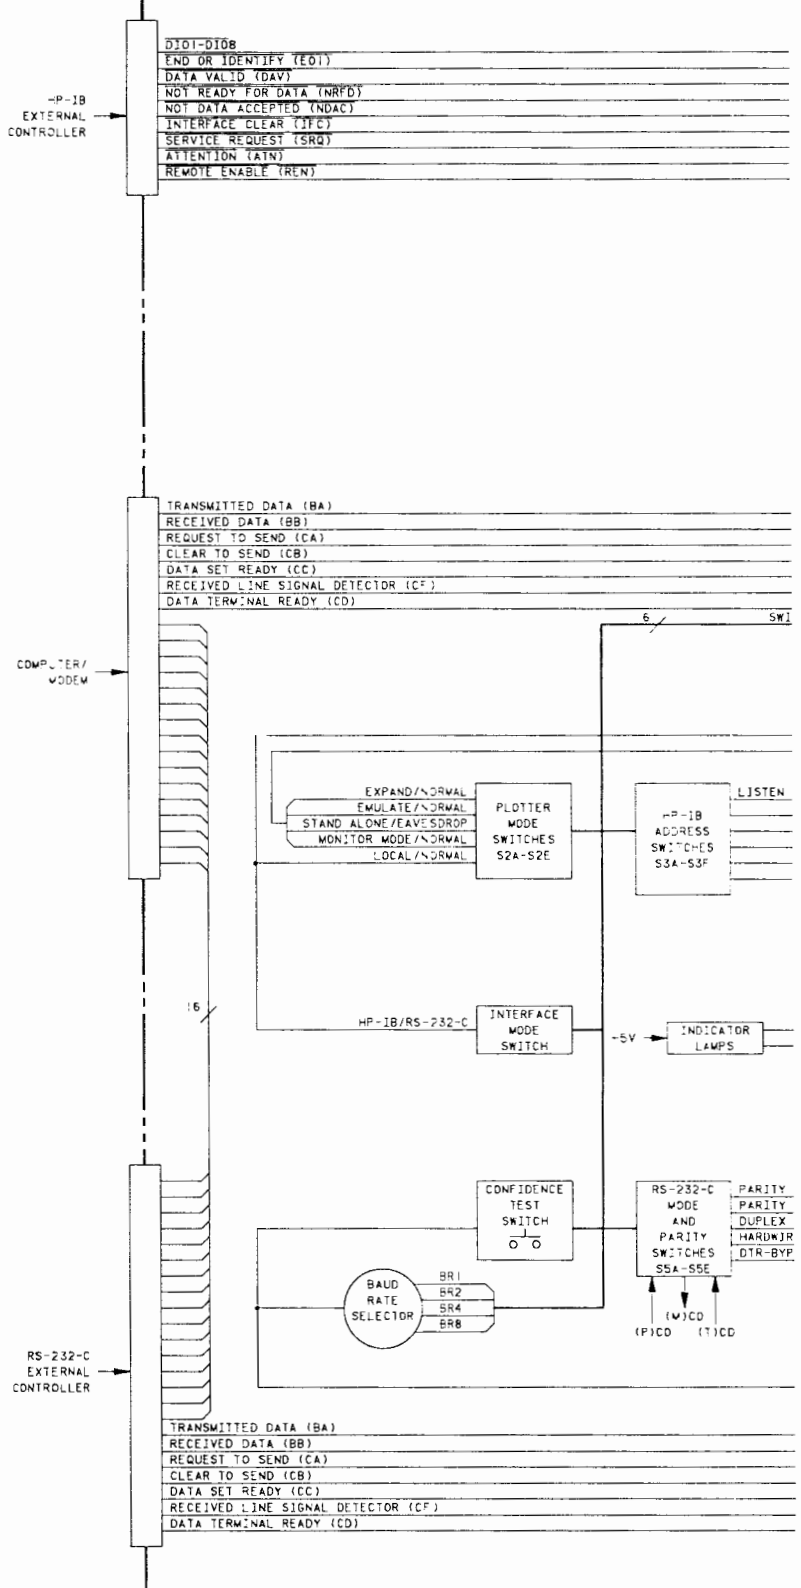 DIO1-DIO8
END OR IDENTIFY (EOI)
DATA VALID (DAV)
NOT READY FOR DATA (NRFD)
NOT DATA ACCEPTED (NDAC)
INTERFACE CLEAR (IFC)
SERVICE REQUEST (SRQ)
ATTENTION (ATN)
REMOTE ENABLE (REN)
HP-IB
EXTERNAL
CONTROLLER
TRANSMITTED DATA (BA)
RECEIVED DATA (BB)
REQUEST TO SEND (CA)
CLEAR TO SEND (CB)
DATA SET READY (CC)
RECEIVED LINE SIGNAL DETECTOR (CF)
DATA TERMINAL READY (CD)
6
SWI
COMPUTER/
MODEM
EXPAND/NORMAL
EMULATE/NORMAL
STAND ALONE/EAVESDROP
MONITOR MODE/NORMAL
LOCAL/NORMAL
PLOTTER
MODE
SWITCHES
S2A-S2E
HP-IB
ADDRESS
SWITCHES
S3A-S3F
LISTEN
16
HP-IB/RS-232-C
INTERFACE
MODE
SWITCH
-5V
INDICATOR
LAMPS
CONFIDENCE
TEST
SWITCH
RS-232-C
MODE
AND
PARITY
SWITCHES
S5A-S5E
PARITY
PARITY
DUPLEX
HARDWIR
DTR-BYP
BAUD
RATE
SELECTOR
BR1
BR2
BR4
BR8
(P)CD
(M)CD
(T)CD
RS-232-C
EXTERNAL
CONTROLLER
TRANSMITTED DATA (BA)
RECEIVED DATA (BB)
REQUEST TO SEND (CA)
CLEAR TO SEND (CB)
DATA SET READY (CC)
RECEIVED LINE SIGNAL DETECTOR (CF)
DATA TERMINAL READY (CD)